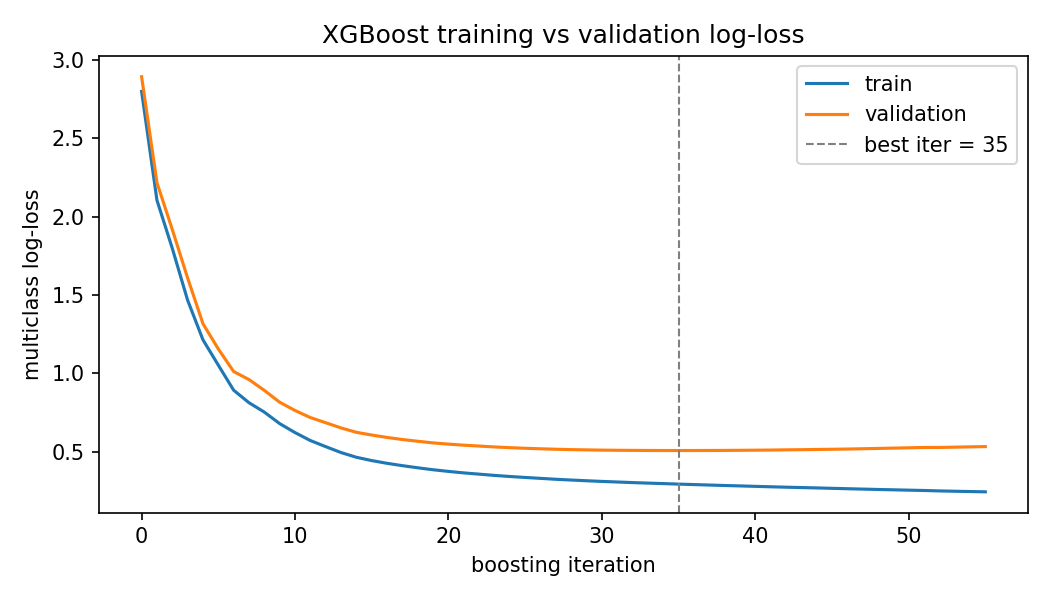 XGBoost training vs validation log-loss
train
validation
best iter = 35
multiclass log-loss
3.0
2.5
2.0
1.5
1.0
0.5
0 10 20 30 40 50
boosting iteration